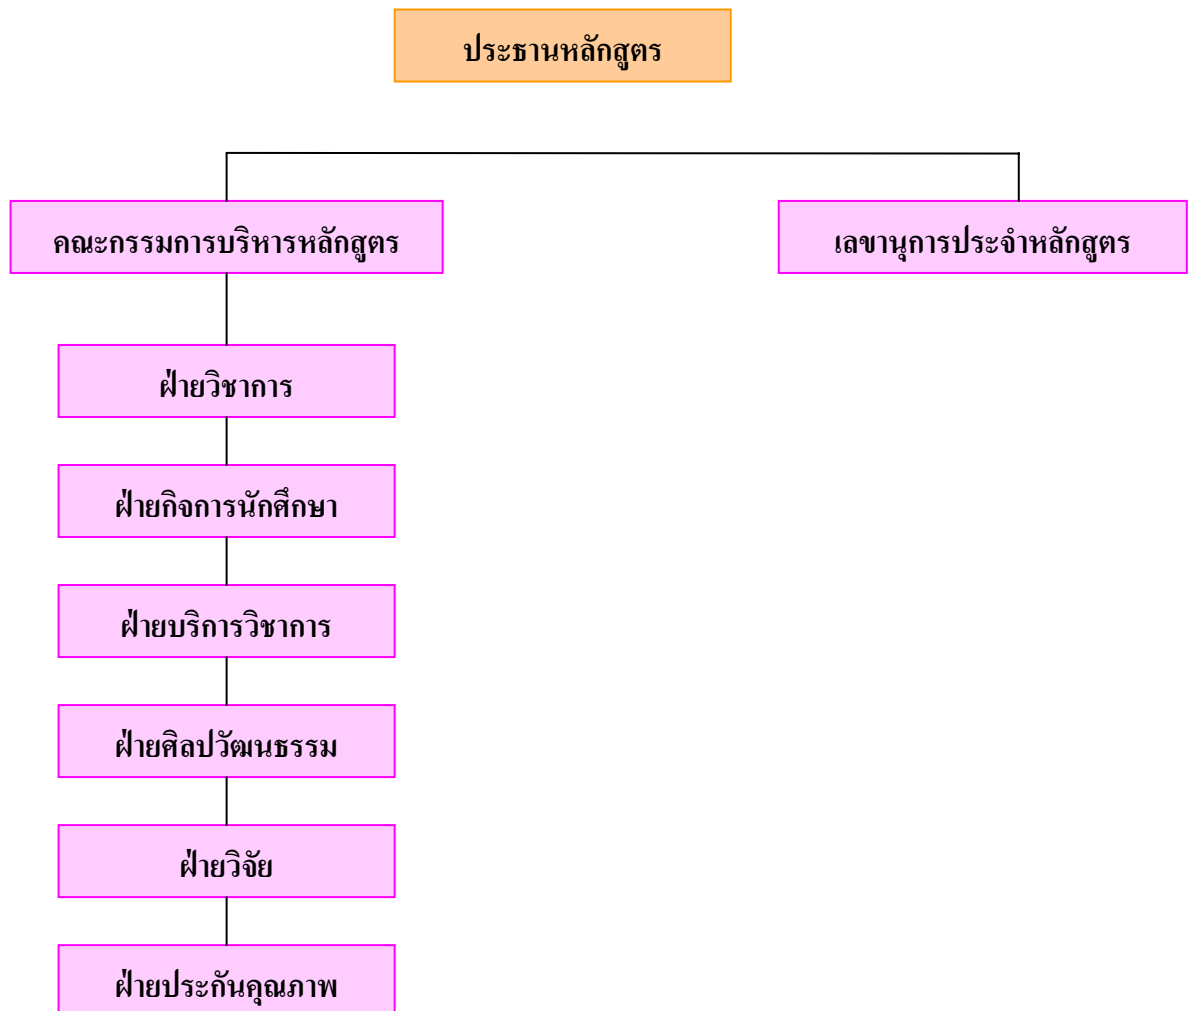 ประธานหลักสูตร
คณะกรรมการบริหารหลักสูตร
เลขานุการประจำหลักสูตร
ฝ่ายวิชาการ
ฝ่ายกิจการนักศึกษา
ฝ่ายบริการวิชาการ
ฝ่ายศิลปวัฒนธรรม
ฝ่ายวิจัย
ฝ่ายประกันคุณภาพ